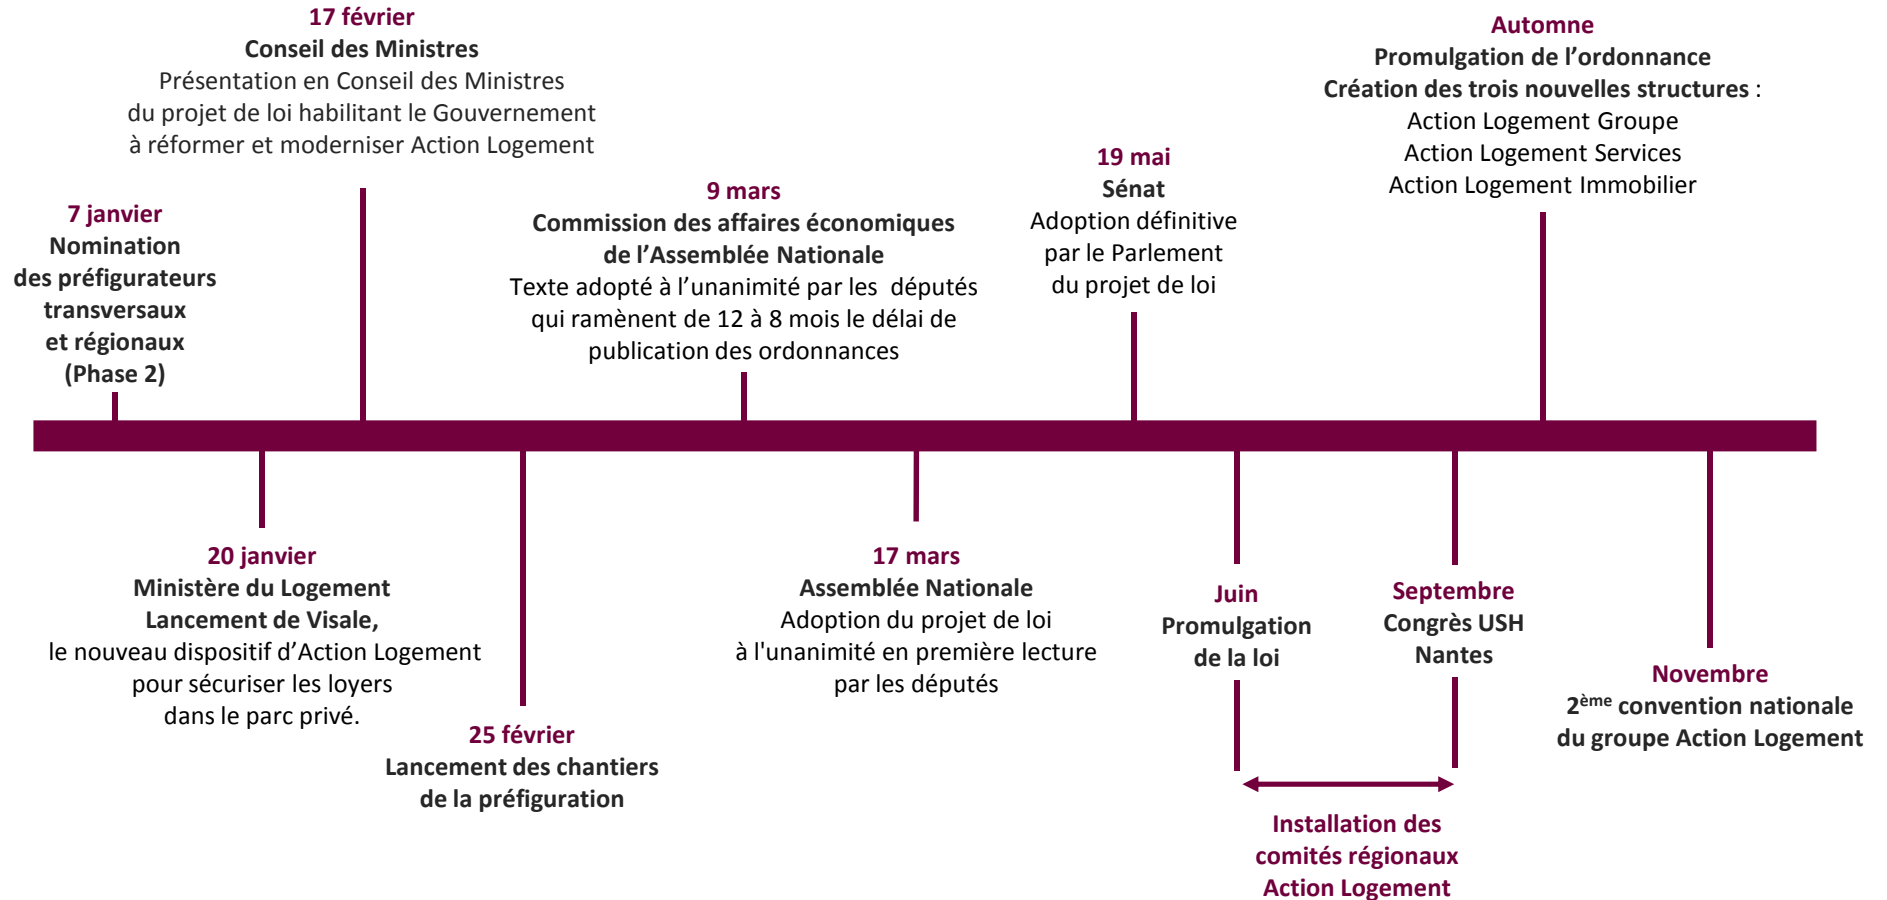 17 février
Conseil des Ministres
Présentation en Conseil des Ministres
du projet de loi habilitant le Gouvernement
à réformer et moderniser Action Logement
Automne
Promulgation de l’ordonnance
Création des trois nouvelles structures :
Action Logement Groupe
Action Logement Services
Action Logement Immobilier
19 mai
Sénat
Adoption définitive
par le Parlement
du projet de loi
9 mars
Commission des affaires économiques
de l’Assemblée Nationale
Texte adopté à l’unanimité par les députés
qui ramènent de 12 à 8 mois le délai de
publication des ordonnances
7 janvier
Nomination
des préfigurateurs
transversaux
et régionaux
(Phase 2)
20 janvier
Ministère du Logement
Lancement de Visale,
le nouveau dispositif d’Action Logement
pour sécuriser les loyers
dans le parc privé.
25 février
Lancement des chantiers
de la préfiguration
17 mars
Assemblée Nationale
Adoption du projet de loi
à l'unanimité en première lecture
par les députés
Juin
Promulgation
de la loi
Septembre
Congrès USH
Nantes
Novembre
2ème convention nationale
du groupe Action Logement
Installation des
comités régionaux
Action Logement